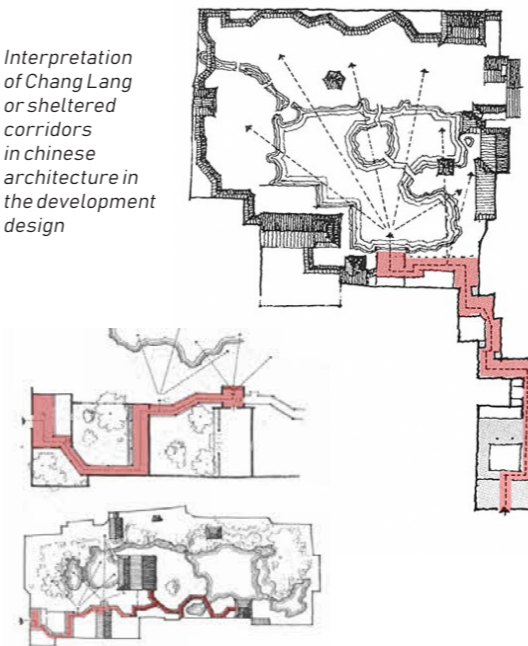 Interpretation
of Chang Lang
or sheltered
corridors
in chinese
architecture in
the development
design